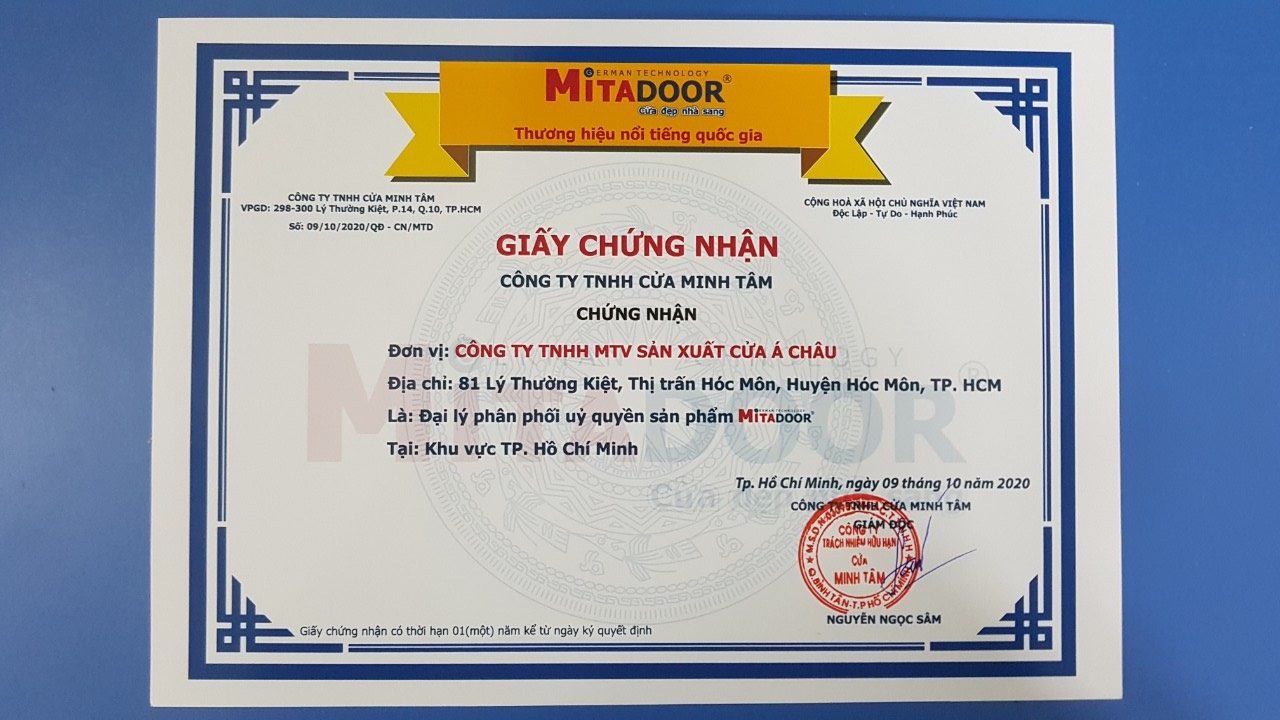 GERMAN TECHNOLOGY
MITADOOR®
Cửa đẹp nhà sang
Thương hiệu nổi tiếng quốc gia
CÔNG TY TNHH CỬA MINH TÂM
VPGD: 298-300 Lý Thường Kiệt, P.14, Q.10, TP.HCM
Số: 09/10/2020/QĐ - CN/MTD
CỘNG HOÀ XÃ HỘI CHỦ NGHĨA VIỆT NAM
Độc Lập - Tự Do - Hạnh Phúc
GIẤY CHỨNG NHẬN
CÔNG TY TNHH CỬA MINH TÂM
CHỨNG NHẬN
Đơn vị: CÔNG TY TNHH MTV SẢN XUẤT CỬA Á CHÂU
Địa chỉ: 81 Lý Thường Kiệt, Thị trấn Hóc Môn, Huyện Hóc Môn, TP. HCM
Là: Đại lý phân phối uỷ quyền sản phẩm MITADOOR®
Tại: Khu vực TP. Hồ Chí Minh
Tp. Hồ Chí Minh, ngày 09 tháng 10 năm 2020
CÔNG TY TNHH CỬA MINH TÂM
GIÁM ĐỐC
CÔNG TY
TRÁCH NHIỆM HỮU HẠN
CỬA
MINH TÂM
Q.BÌNH TÂN-T.PHỐ CHÍ MINH
NGUYỄN NGỌC SÂM
Giấy chứng nhận có thời hạn 01(một) năm kể từ ngày ký quyết định